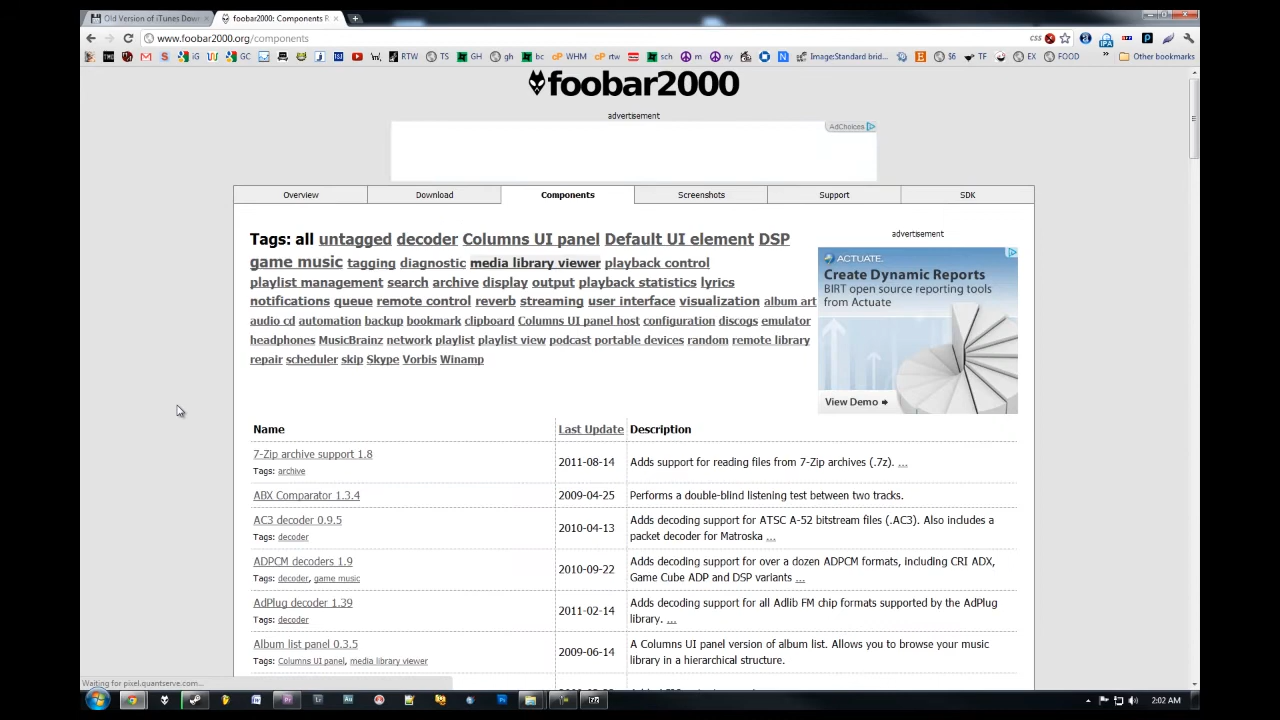 Old Version of iTunes Dow
foobar2000: Components R
www.foobar2000.org/components
CSS
IPA
iG GC RTW TS GH gh bc WHM rtw sch m ny Image:Standard brid... $6 TF EX FOOD Other bookmarks
foobar2000
advertisement
AdChoices
Overview Download Components Screenshots Support SDK
Tags: all untagged decoder Columns UI panel Default UI element DSP
game music tagging diagnostic media library viewer playback control
playlist management search archive display output playback statistics lyrics
notifications queue remote control reverb streaming user interface visualization album art
audio cd automation backup bookmark clipboard Columns UI panel host configuration discogs emulator
headphones MusicBrainz network playlist playlist view podcast portable devices random remote library
repair scheduler skip Skype Vorbis Winamp
advertisement
ACTUATE.
Create Dynamic Reports
BIRT open source reporting tools
from Actuate
View Demo
Name Last Update Description
7-Zip archive support 1.8
Tags: archive
2011-08-14
Adds support for reading files from 7-Zip archives (.7z). ...
ABX Comparator 1.3.4
2009-04-25
Performs a double-blind listening test between two tracks.
AC3 decoder 0.9.5
Tags: decoder
2010-04-13
Adds decoding support for ATSC A-52 bitstream files (.AC3). Also includes a
packet decoder for Matroska ...
ADPCM decoders 1.9
Tags: decoder, game music
2010-09-22
Adds decoding support for over a dozen ADPCM formats, including CRI ADX,
Game Cube ADP and DSP variants ...
AdPlug decoder 1.39
Tags: decoder
2011-02-14
Adds decoding support for all Adlib FM chip formats supported by the AdPlug
library. ...
Album list panel 0.3.5
Tags: Columns UI panel, media library viewer
2009-06-14
A Columns UI panel version of album list. Allows you to browse your music
library in a hierarchical structure.
Waiting for pixel.quantserve.com...
2:02 AM